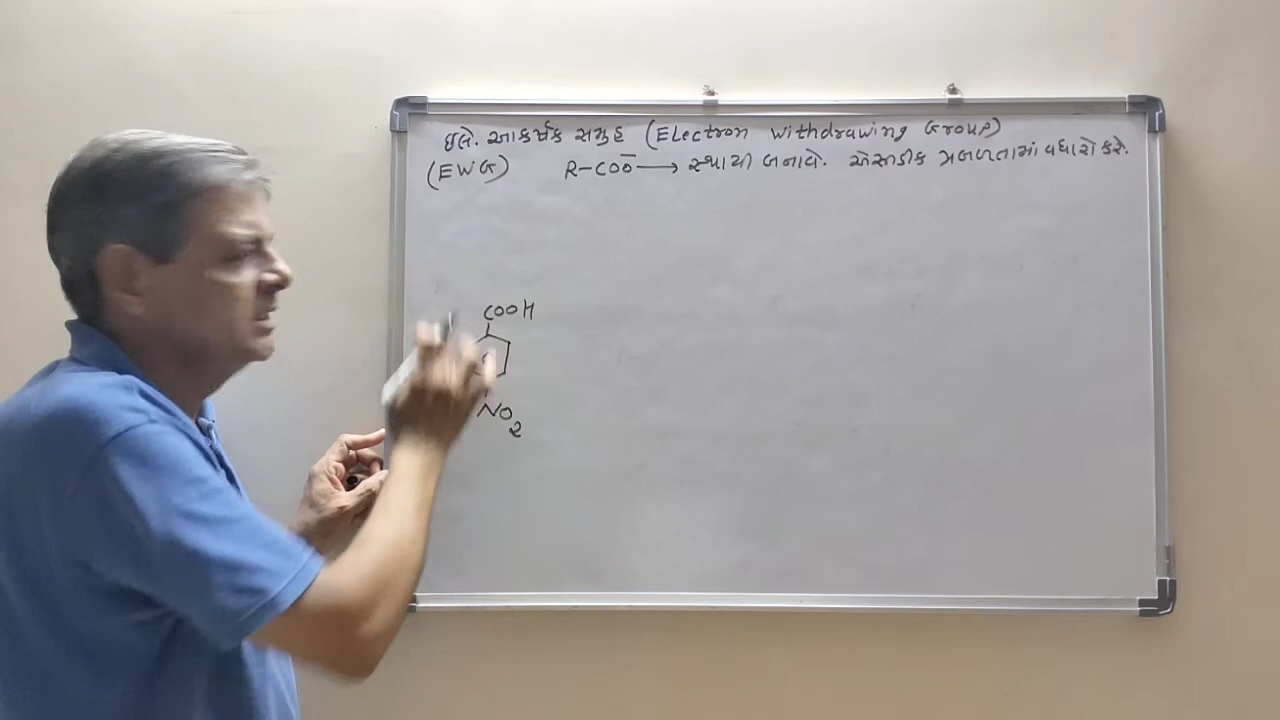 ઇલે. આકર્ષક સમુહ (Electron withdrawing Group)
(EWG) R-COO⁻ → સ્થાયી બનાવે. એસીડીક પ્રબળતામાં વધારો કરે.
COOH
NO₂